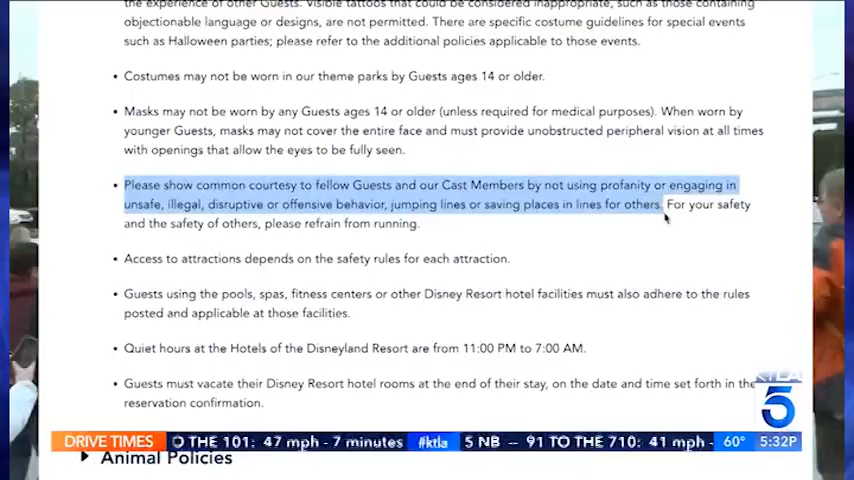 the experience of other Guests. Visible tattoos that could be considered inappropriate, such as those containing
objectionable language or designs, are not permitted. There are specific costume guidelines for special events
such as Halloween parties; please refer to the additional policies applicable to those events.
• Costumes may not be worn in our theme parks by Guests ages 14 or older.
• Masks may not be worn by any Guests ages 14 or older (unless required for medical purposes). When worn by
younger Guests, masks may not cover the entire face and must provide unobstructed peripheral vision at all times
with openings that allow the eyes to be fully seen.
• Please show common courtesy to fellow Guests and our Cast Members by not using profanity or engaging in
unsafe, illegal, disruptive or offensive behavior, jumping lines or saving places in lines for others. For your safety
and the safety of others, please refrain from running.
• Access to attractions depends on the safety rules for each attraction.
• Guests using the pools, spas, fitness centers or other Disney Resort hotel facilities must also adhere to the rules
posted and applicable at those facilities.
• Quiet hours at the Hotels of the Disneyland Resort are from 11:00 PM to 7:00 AM.
• Guests must vacate their Disney Resort hotel rooms at the end of their stay, on the date and time set forth in the
reservation confirmation.
KTLA
5
DRIVE TIMES O THE 101: 47 mph - 7 minutes #ktla 5 NB -- 91 TO THE 710: 41 mph - 60° 5:32P
Animal Policies